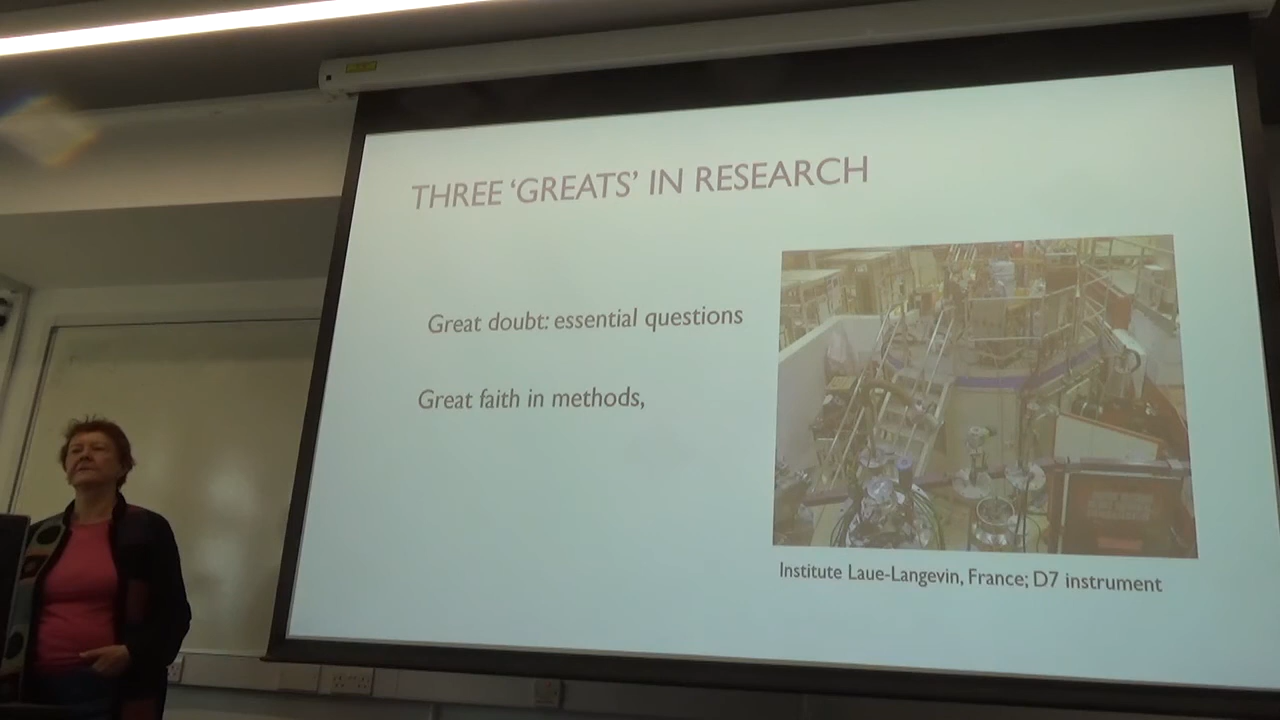 THREE ‘GREATS’ IN RESEARCH
Great doubt: essential questions
Great faith in methods,
Institute Laue-Langevin, France; D7 instrument